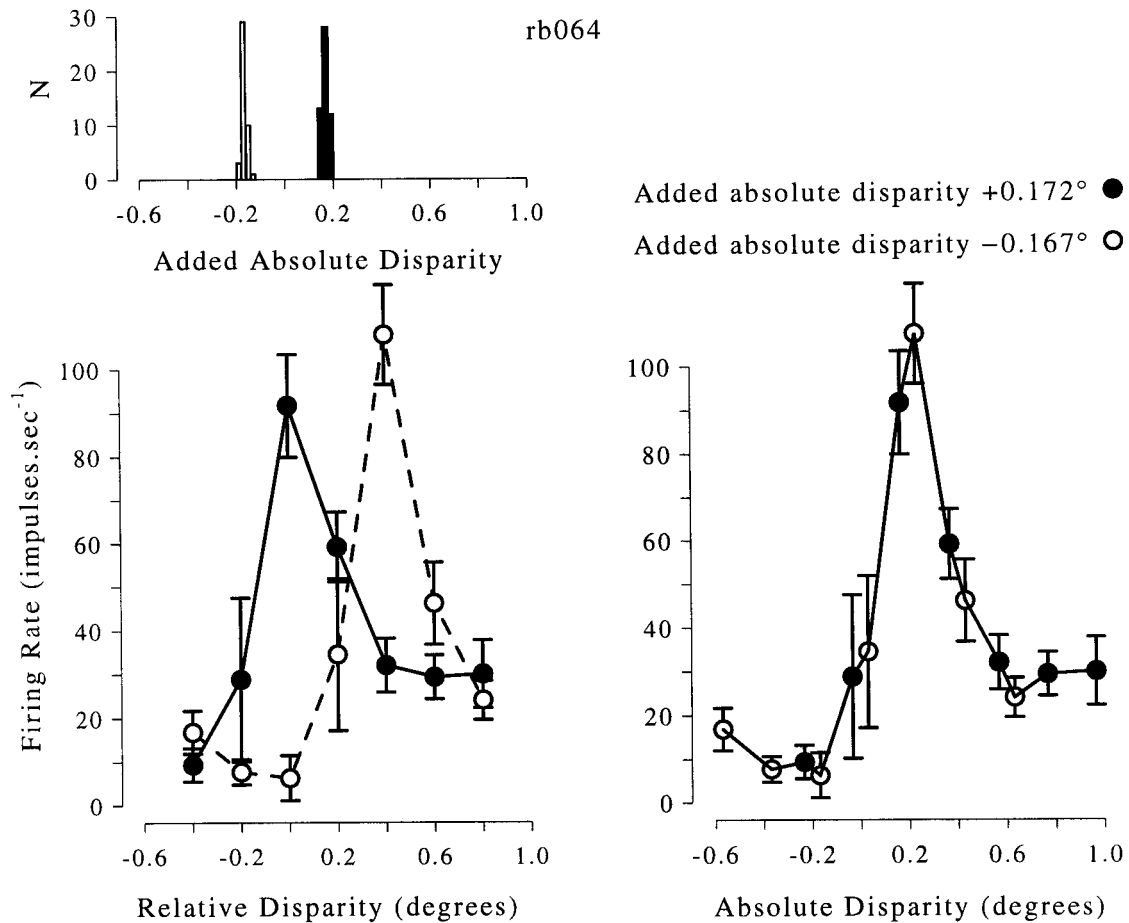 rb064
30
20
10
0
N
-0.6 -0.2 0.2 0.6 1.0
Added Absolute Disparity
Added absolute disparity +0.172°
Added absolute disparity −0.167°
100
80
60
40
20
0
Firing Rate (impulses.sec⁻¹)
-0.6 -0.2 0.2 0.6 1.0
Relative Disparity (degrees)
100
80
60
40
20
0
-0.6 -0.2 0.2 0.6 1.0
Absolute Disparity (degrees)